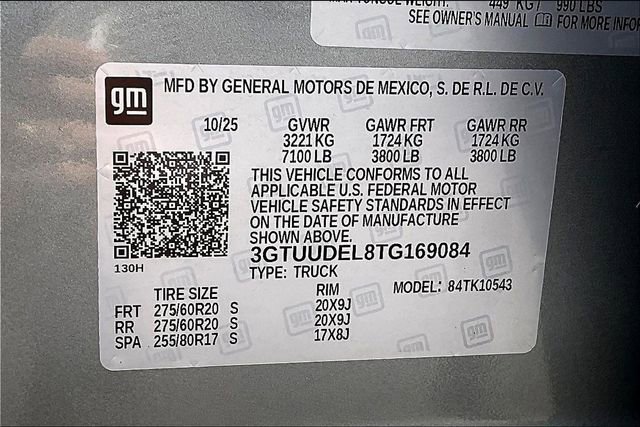 449 KG 990 LBS
SEE OWNER'S MANUAL FOR MORE INFOR
gm MFD BY GENERAL MOTORS DE MEXICO, S. DE R.L. DE C.V.
10/25 GVWR GAWR FRT GAWR RR
3221 KG 1724 KG 1724 KG
7100 LB 3800 LB 3800 LB
THIS VEHICLE CONFORMS TO ALL
APPLICABLE U.S. FEDERAL MOTOR
VEHICLE SAFETY STANDARDS IN EFFECT
ON THE DATE OF MANUFACTURE
SHOWN ABOVE.
3GTUUDEL8TG169084
130H
TYPE: TRUCK
TIRE SIZE RIM MODEL: 84TK10543
FRT 275/60R20 S 20X9J
RR 275/60R20 S 20X9J
SPA 255/80R17 S 17X8J